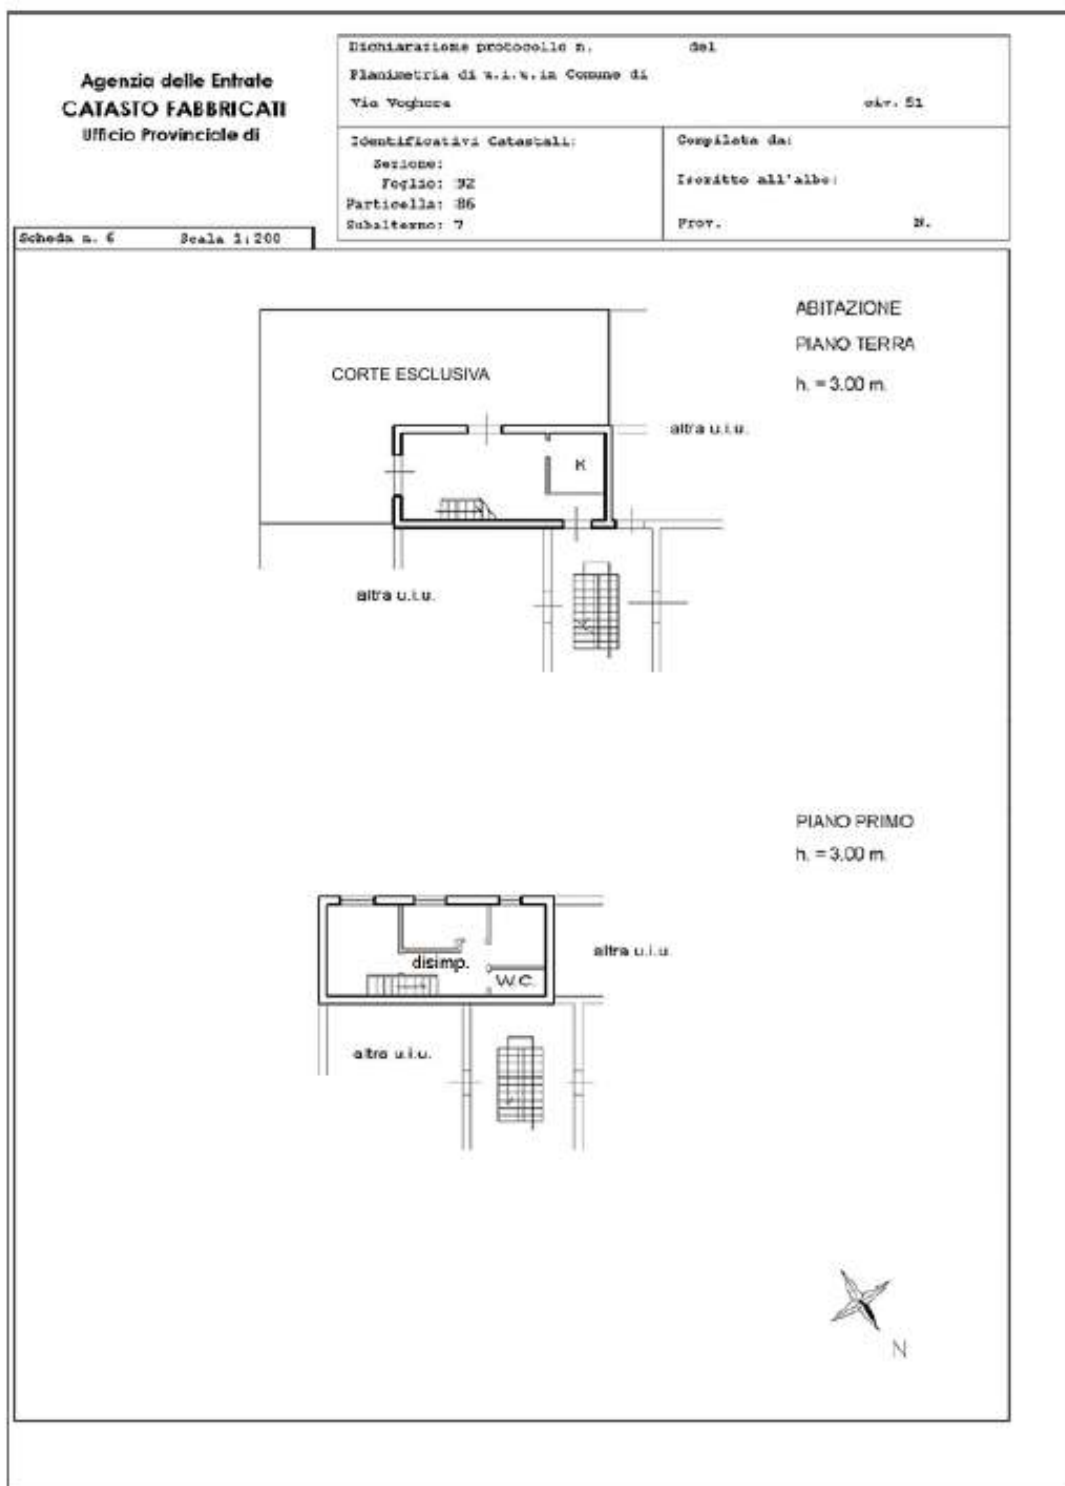 Agenzia delle Entrate
CATASTO FABBRICATI
Ufficio Provinciale di
Dichiarazione protocollo n. del
Planimetria di u.i.u.in Comune di
Via Voghera civ. 51
Identificativi Catastali:
Sezione:
Foglio: 92
Particella: 86
Subalterno: 7
Compilata da:
Iscritto all'albo:
Prov. N.
Scheda n. 6 Scala 1:200
ABITAZIONE
PIANO TERRA
h. = 3.00 m.
CORTE ESCLUSIVA
altra u.i.u.
K
altra u.i.u.
PIANO PRIMO
h. = 3.00 m.
altra u.i.u.
disimp.
W.C.
altra u.i.u.
N